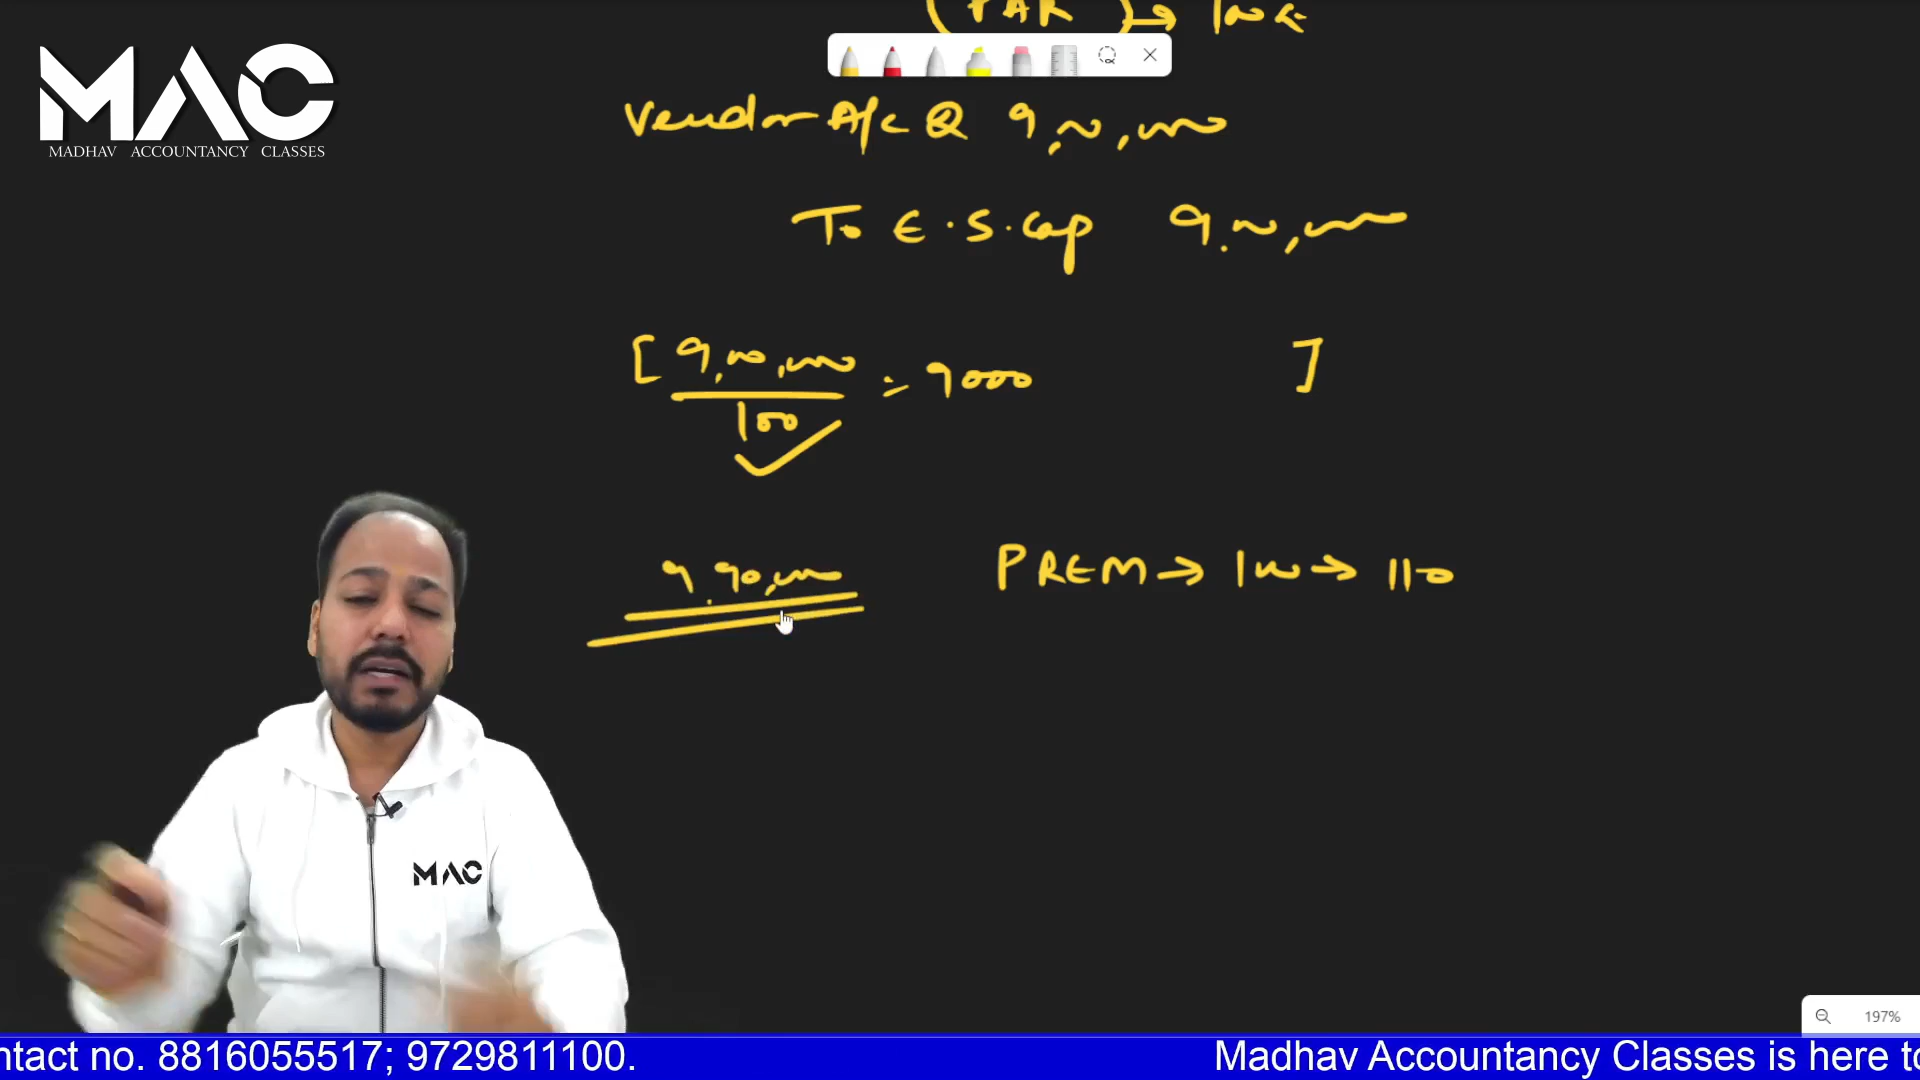 (PAR) → 100 E
MAC
MADHAV ACCOUNTANCY CLASSES
Vendor A/c D 9,00,000
To E.S.Cap 9,00,000
[ 9,00,000 = 9000 ]
100
9,90,000 PREM → 100 → 110
MAC
197%
ntact no. 8816055517; 9729811100. Madhav Accountancy Classes is here to